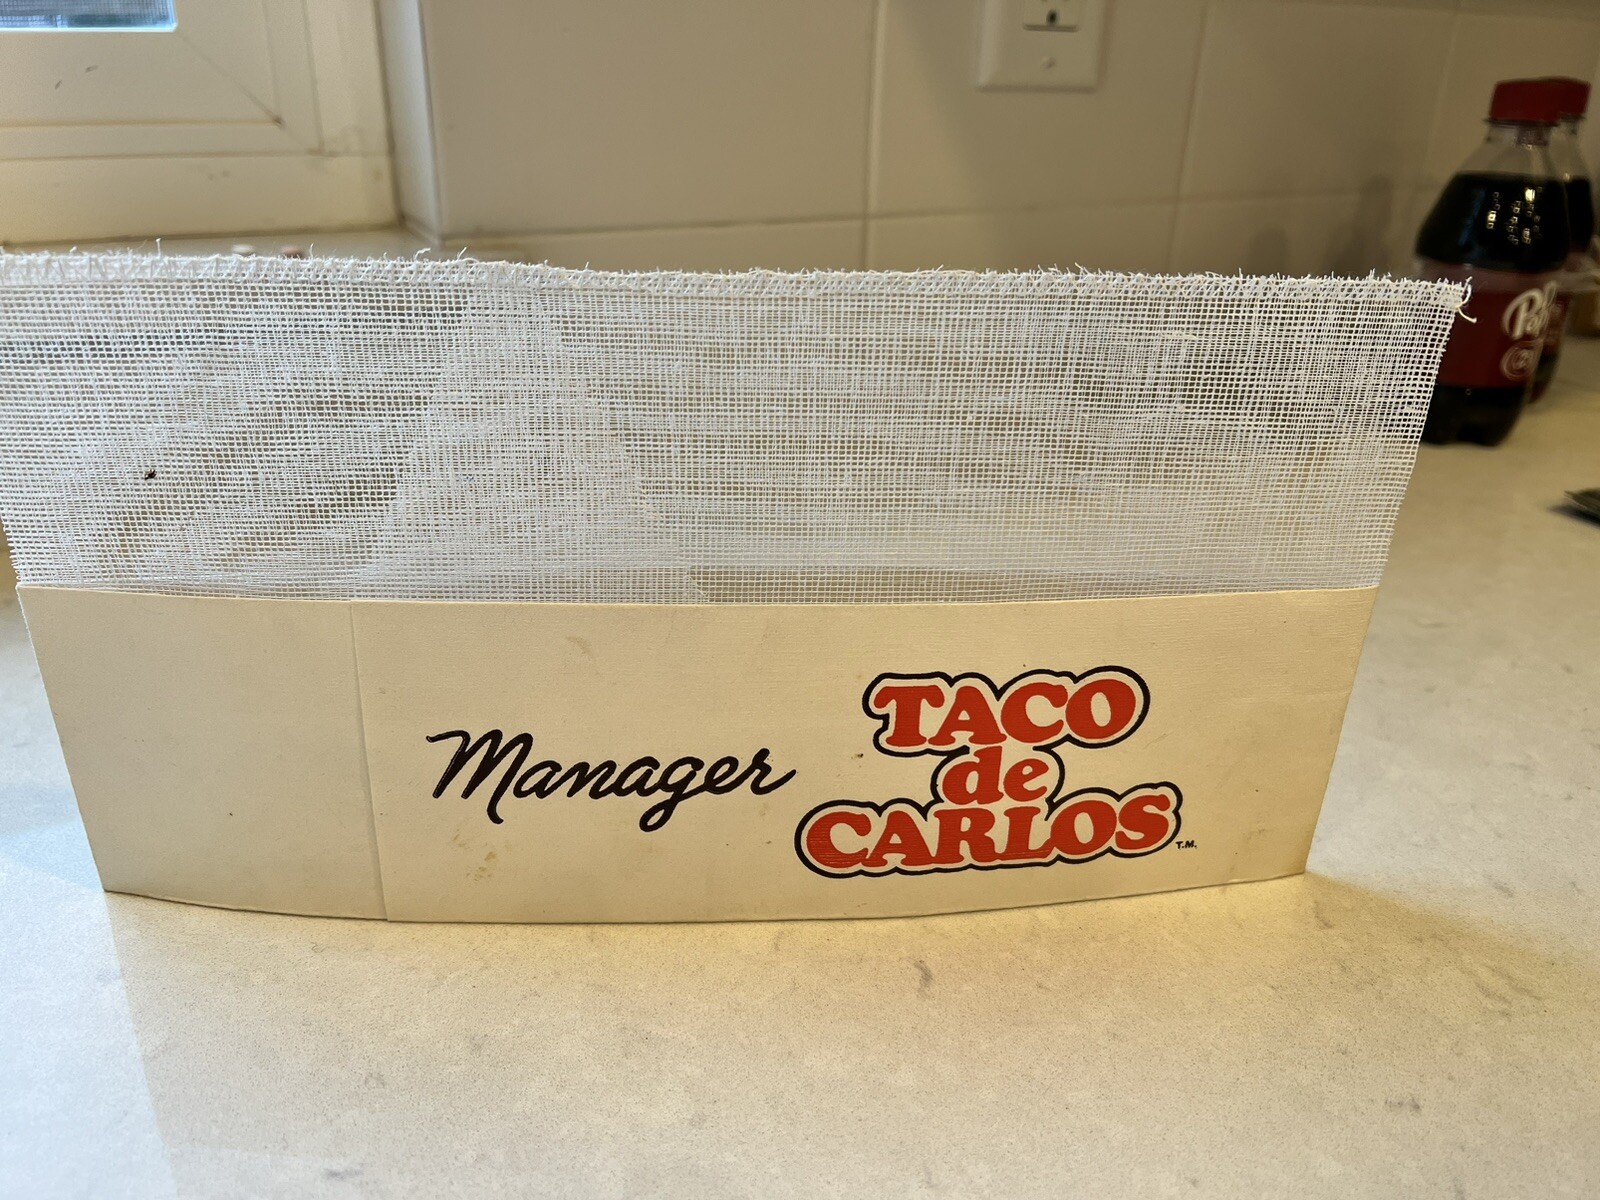 Manager
TACO
de
CARLOS
T.M.